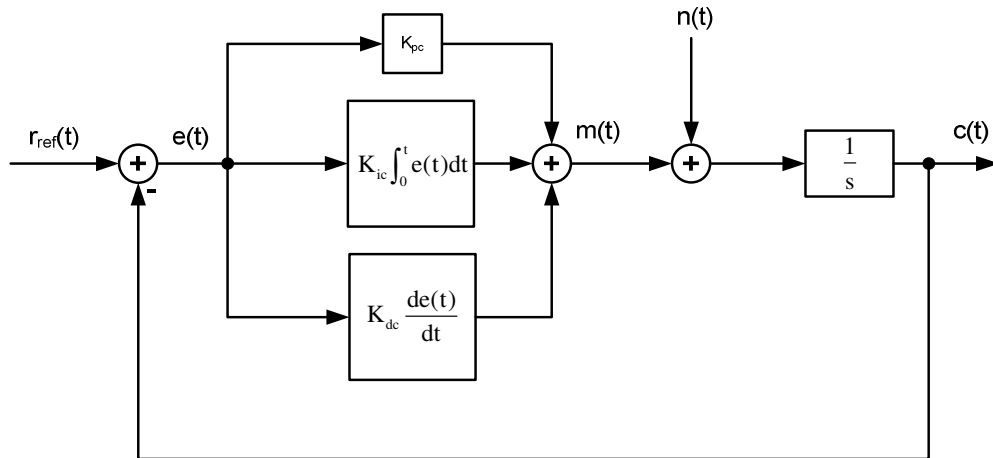 n(t)
K_pc
r_ref(t)
e(t)
m(t)
c(t)
+
-
K_ic ∫_0^t e(t)dt
+
+
1/s
K_dc de(t)/dt